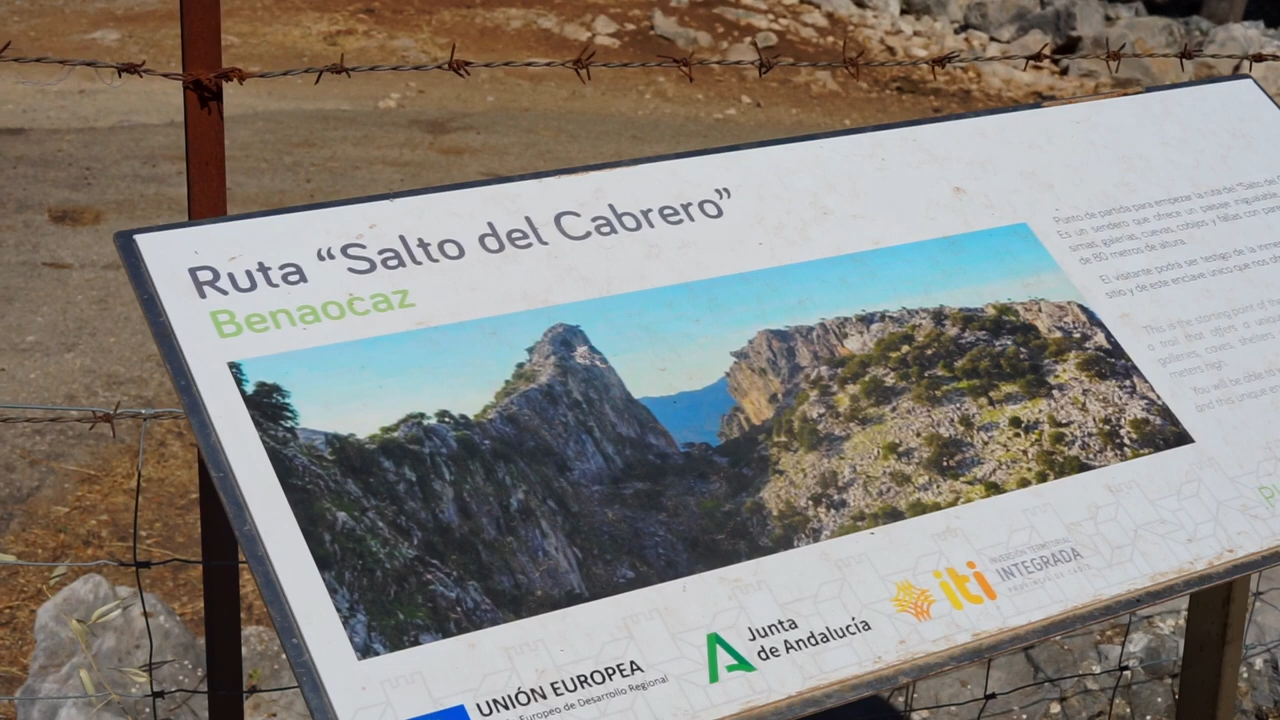 Ruta “Salto del Cabrero”
Benaocaz
Punto de partida para empezar la ruta del "Salto del
Es un sendero que ofrece un paisaje inigualable
simas, galerías, cuevas, cobijos y fallas con par
de 80 metros de altura.
El visitante podrá ser testigo de la
sitio y de este enclave único que nos
This is the starting point of the
a trail that offers a
galleries, caves, shelters
meters high.
You will be able to
and this unique
UNIÓN EUROPEA
Europeo de Desarrollo Regional
Junta
de Andalucía
iti
INVERSIÓN TERRITORIAL
INTEGRADA
PROVINCIA DE CÁDIZ